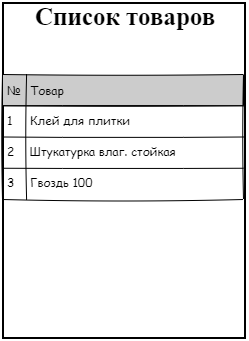 Список товаров
№ Товар
1 Клей для плитки
2 Штукатурка влаг. стойкая
3 Гвоздь 100